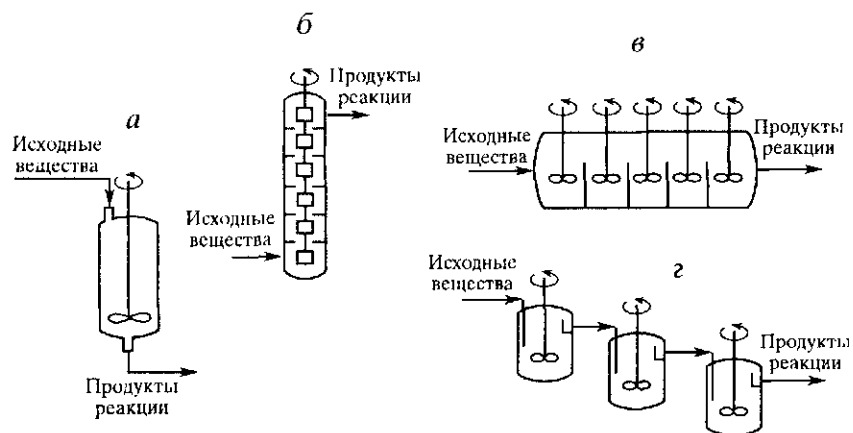 а
Исходные
вещества
Продукты
реакции
б
Продукты
реакции
Исходные
вещества
в
Исходные
вещества
Продукты
реакции
г
Исходные
вещества
Продукты
реакции